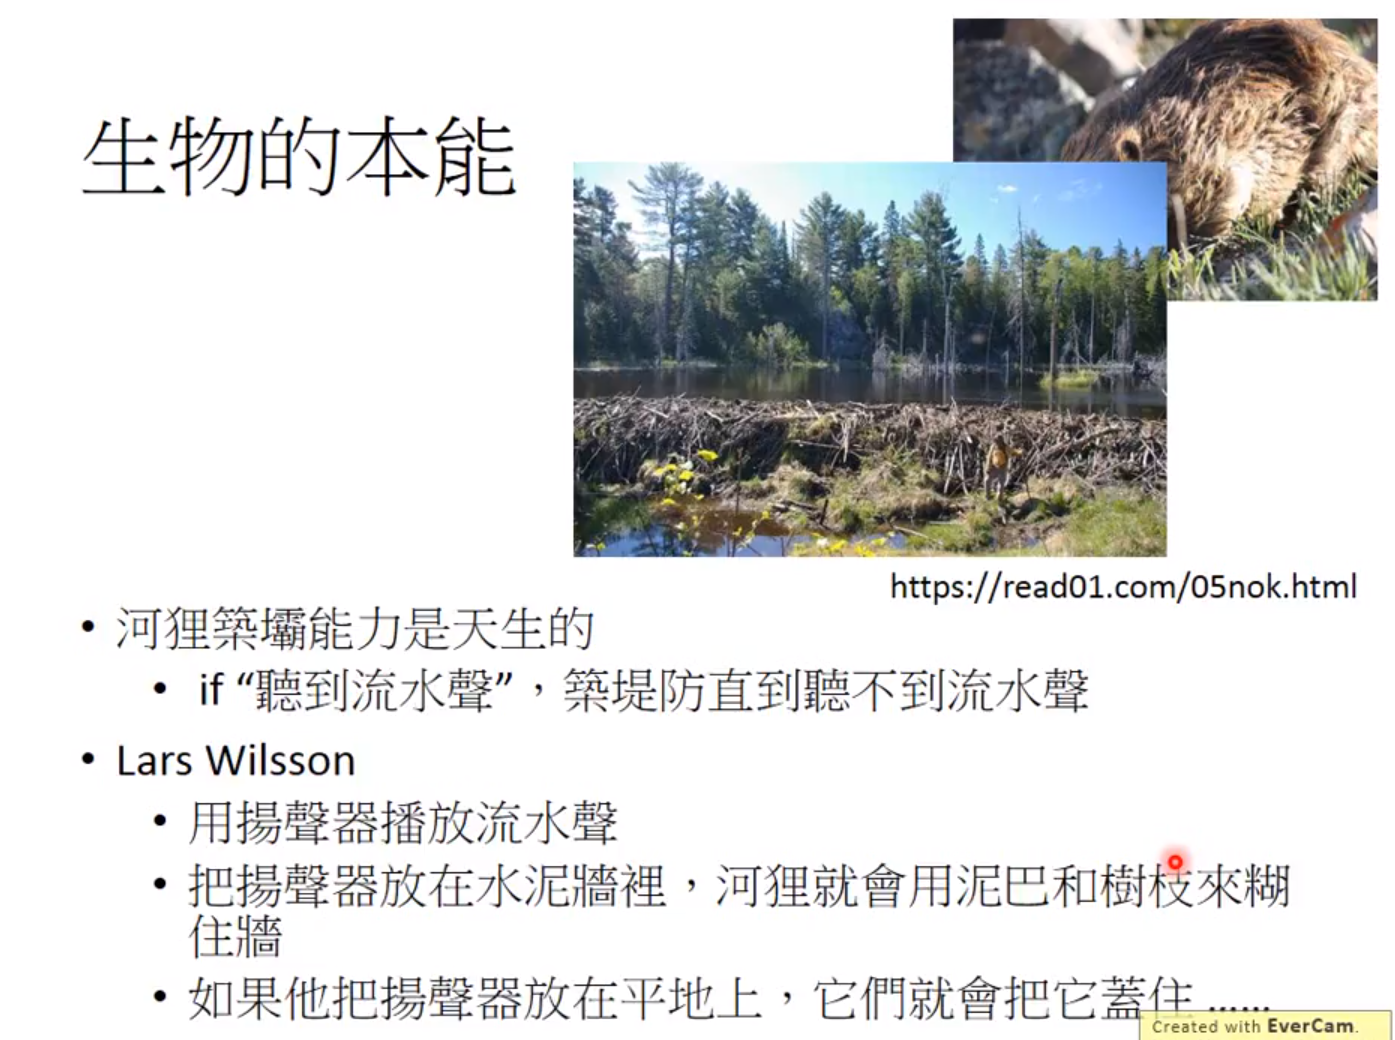 生物的本能
https://read01.com/05nok.html
• 河狸築壩能力是天生的
• if “聽到流水聲”，築堤防直到聽不到流水聲
• Lars Wilsson
• 用揚聲器播放流水聲
• 把揚聲器放在水泥牆裡，河狸就會用泥巴和樹枝來糊
住牆
• 如果他把揚聲器放在平地上，它們就會把它蓋住 ......
Created with EverCam.